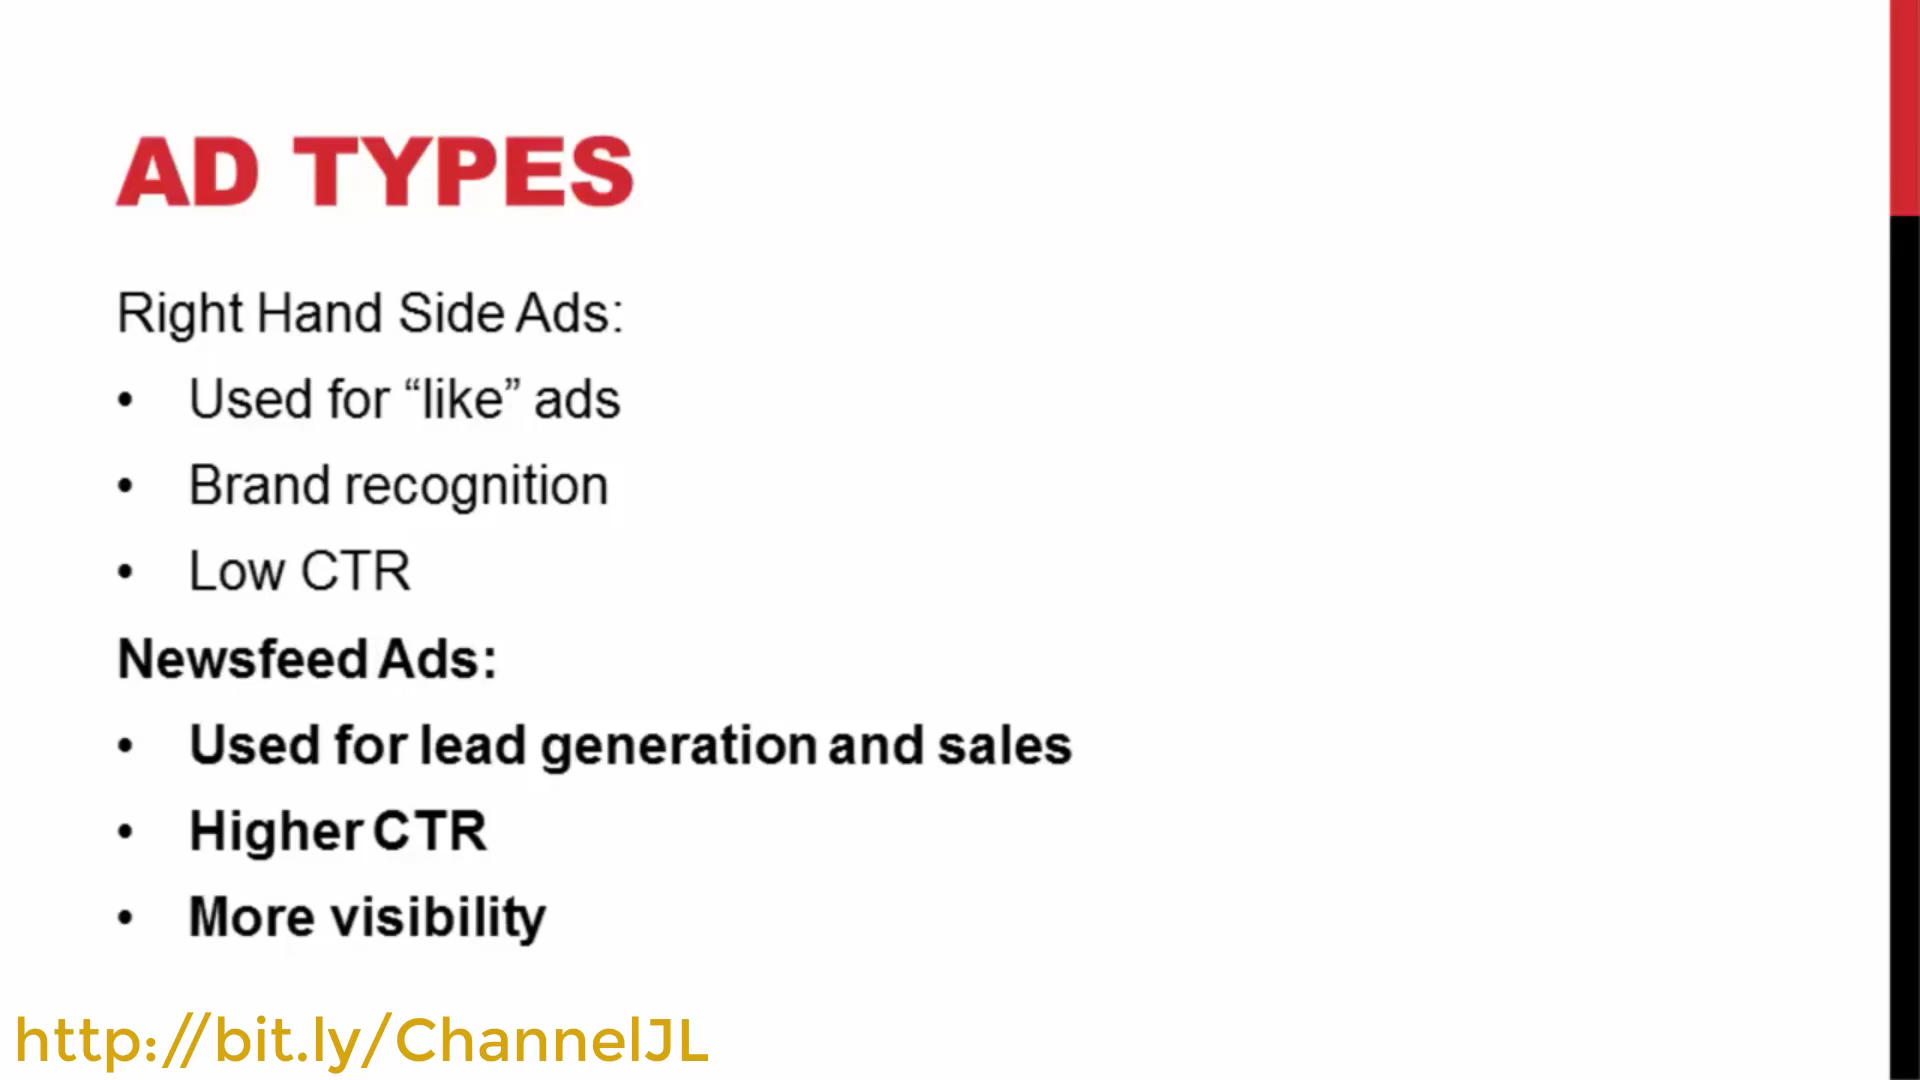 AD TYPES
Right Hand Side Ads:
• Used for “like” ads
• Brand recognition
• Low CTR
Newsfeed Ads:
• Used for lead generation and sales
• Higher CTR
• More visibility
http://bit.ly/ChannelJL